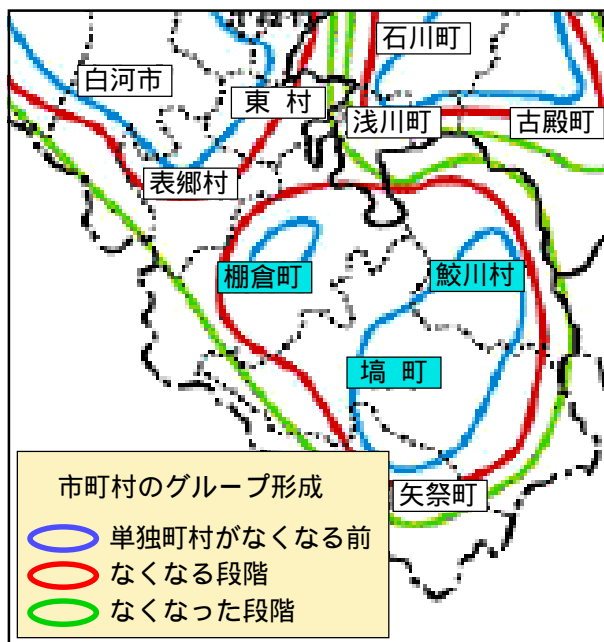 石川町
白河市
東 村
浅川町
古殿町
表郷村
棚倉町
鮫川村
塙 町
矢祭町
市町村のグループ形成
単独町村がなくなる前
なくなる段階
なくなった段階